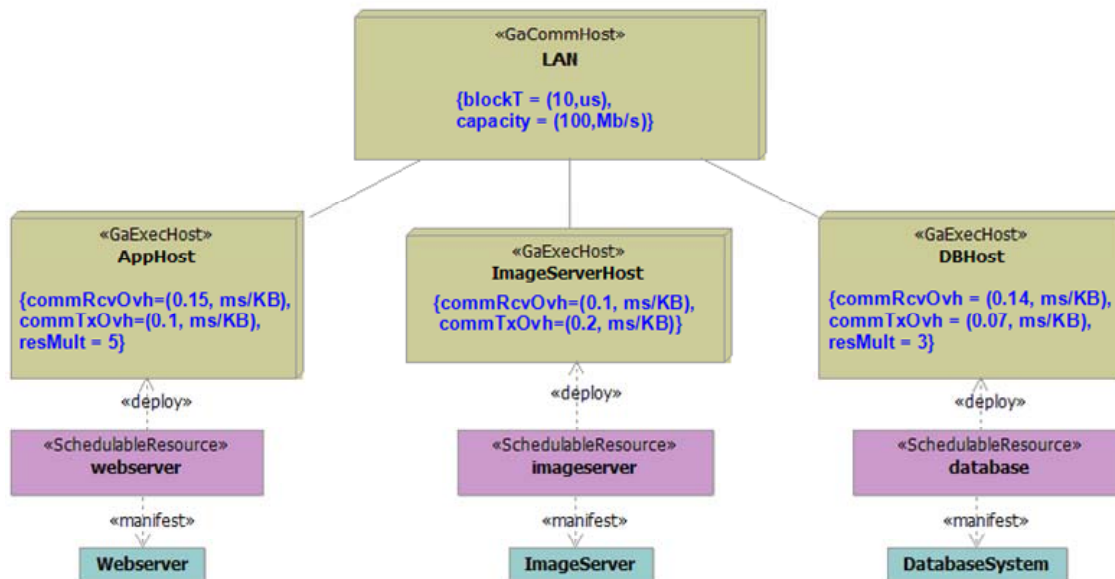 «GaCommHost»
LAN
{blockT = (10,us),
capacity = (100,Mb/s)}
«GaExecHost»
AppHost
{commRcvOvh=(0.15, ms/KB),
commTxOvh=(0.1, ms/KB),
resMult = 5}
«GaExecHost»
ImageServerHost
{commRcvOvh=(0.1, ms/KB),
commTxOvh=(0.2, ms/KB)}
«GaExecHost»
DBHost
{commRcvOvh = (0.14, ms/KB),
commTxOvh = (0.07, ms/KB),
resMult = 3}
«deploy»
«deploy»
«deploy»
«SchedulableResource»
webserver
«SchedulableResource»
imageserver
«SchedulableResource»
database
«manifest»
«manifest»
«manifest»
Webserver
ImageServer
DatabaseSystem